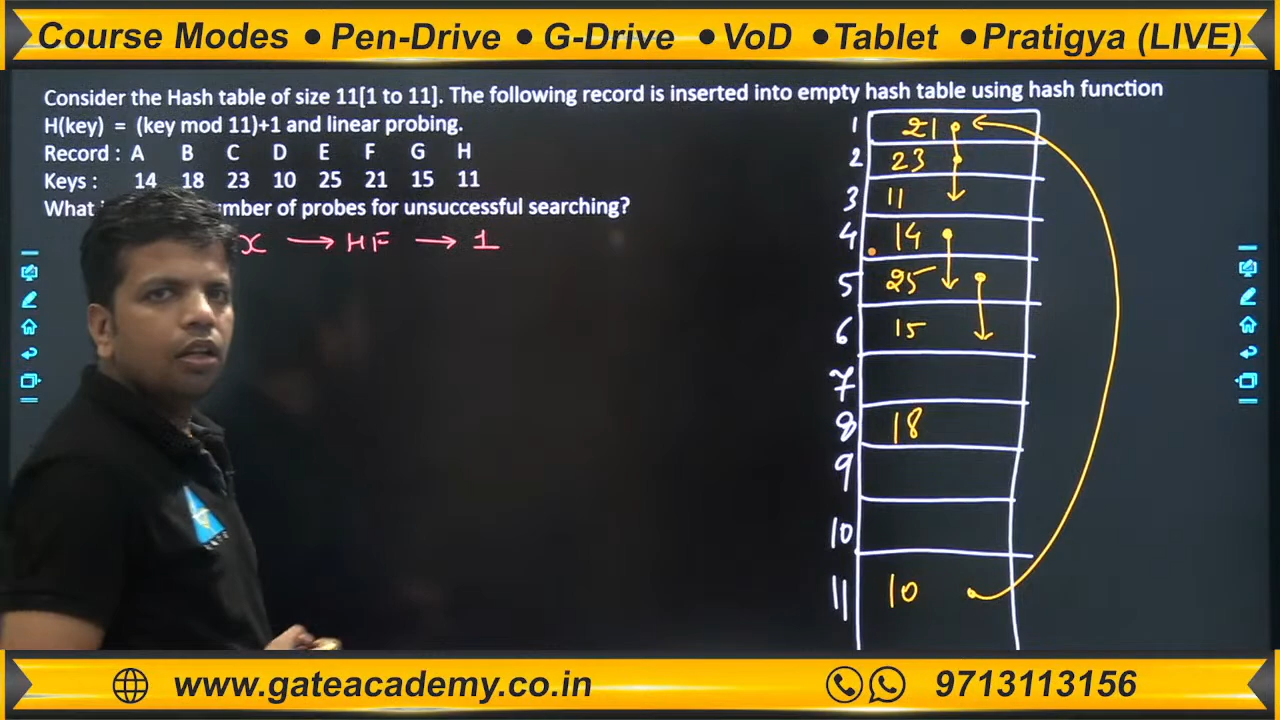 Course Modes ● Pen-Drive ● G-Drive ● VoD ● Tablet ● Pratigya (LIVE)
Consider the Hash table of size 11[1 to 11]. The following record is inserted into empty hash table using hash function
H(key) = (key mod 11)+1 and linear probing.
Record : A B C D E F G H
Keys : 14 18 23 10 25 21 15 11
What of probes for unsuccessful searching?
x → HF → 1
1 21
2 23
3 11
4 14
5 25
6 15
7
8 18
9
10
11 10
www.gateacademy.co.in 9713113156